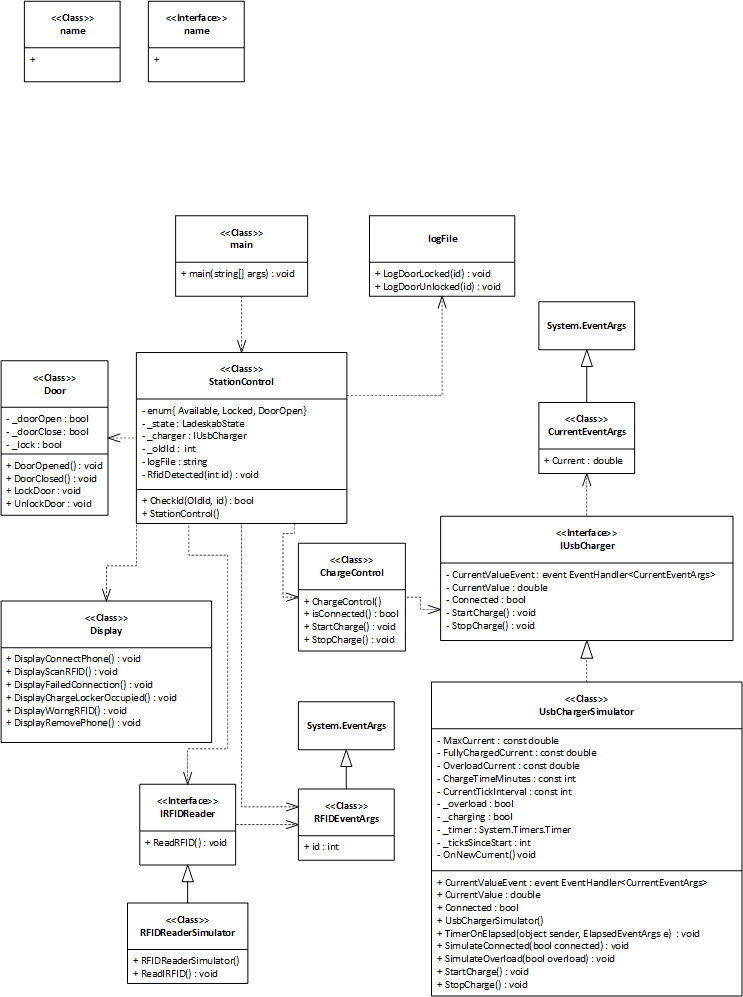 <<Class>>
name
+
<<Interface>>
name
+
<<Class>>
main
+ main(string[] args) : void
logFile
+ LogDoorLocked(id) : void
+ LogDoorUnlocked(id) : void
System.EventArgs
<<Class>>
CurrentEventArgs
+ Current : double
<<Class>>
Door
- _doorOpen : bool
- _doorClose : bool
- _lock : bool
+ DoorOpened() : void
+ DoorClosed() : void
+ LockDoor : void
+ UnlockDoor : void
<<Class>>
StationControl
- enum{ Available, Locked, DoorOpen}
- _state : LadeskabState
- _charger : IUsbCharger
- _oldId : int
- logFile : string
- RfidDetected(int id) : void
+ CheckId(OldId, id) : bool
+ StationControl()
<<Interface>>
IUsbCharger
- CurrentValueEvent : event EventHandler<CurrentEventArgs>
- CurrentValue : double
- Connected : bool
- StartCharge() : void
- StopCharge() : void
<<Class>>
ChargeControl
+ ChargeControl()
+ isConnected() : bool
+ StartCharge() : void
+ StopCharge() : void
<<Class>>
Display
+ DisplayConnectPhone() : void
+ DisplayScanRFID() : void
+ DisplayFailedConnection() : void
+ DisplayChargeLockerOccupied() : void
+ DisplayWorngRFID() : void
+ DisplayRemovePhone() : void
System.EventArgs
<<Class>>
RFIDEventArgs
+ id : int
<<Interface>>
IRFIDReader
+ ReadRFID() : void
<<Class>>
RFIDReaderSimulator
+ RFIDReaderSimulator()
+ ReadIRFID() : void
<<Class>>
UsbChargerSimulator
- MaxCurrent : const double
- FullyChargedCurrent : const double
- OverloadCurrent : const double
- ChargeTimeMinutes : const int
- CurrentTickInterval : const int
- _overload : bool
- _charging : bool
- _timer : System.Timers.Timer
- _ticksSinceStart : int
- OnNewCurrent() void
+ CurrentValueEvent : event EventHandler<CurrentEventArgs>
+ CurrentValue : double
+ Connected : bool
+ UsbChargerSimulator()
+ TimerOnElapsed(object sender, ElapsedEventArgs e) : void
+ SimulateConnected(bool connected) : void
+ SimulateOverload(bool overload) : void
+ StartCharge() : void
+ StopCharge() : void